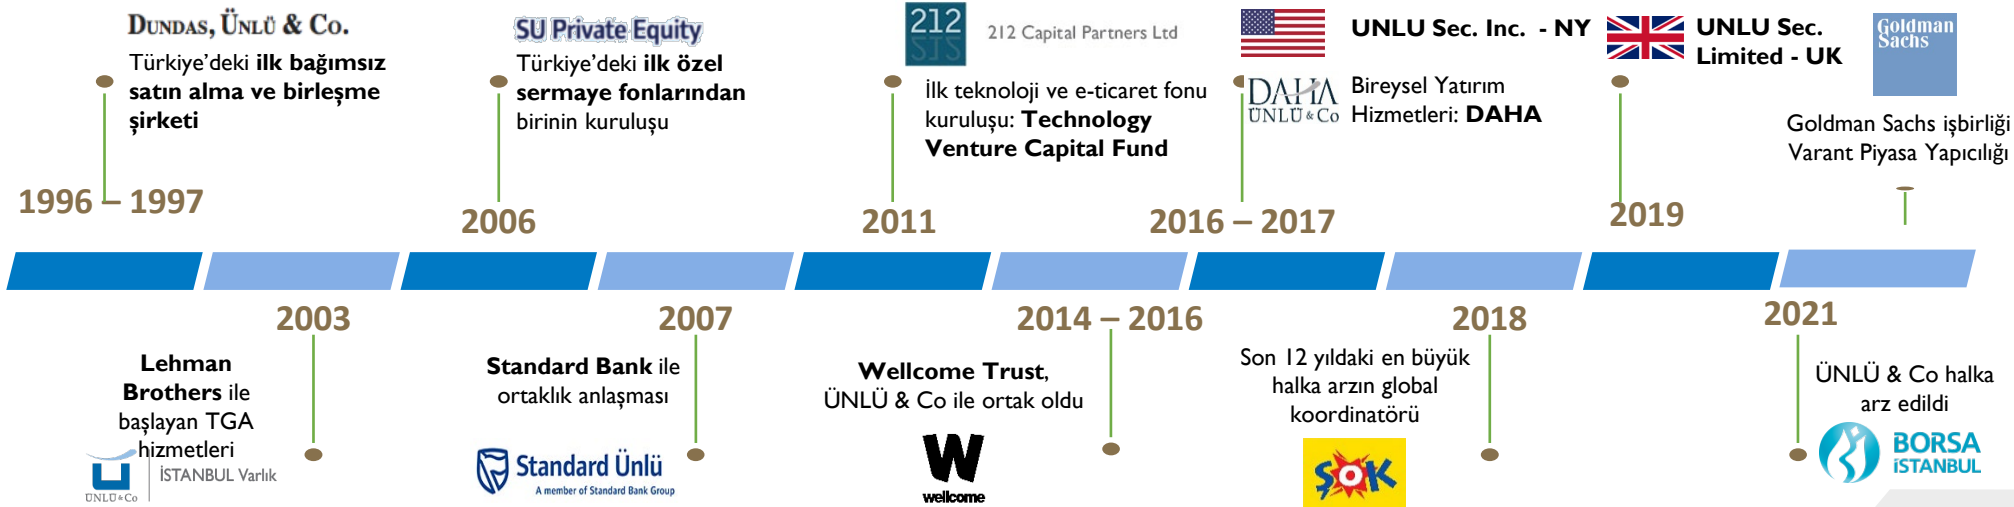 DUNDAS, ÜNLÜ & CO.
Türkiye’deki ilk bağımsız
satın alma ve birleşme
şirketi
1996 – 1997
SU Private Equity
Türkiye’deki ilk özel
sermaye fonlarından
birinin kuruluşu
2006
212
212 Capital Partners Ltd
İlk teknoloji ve e-ticaret fonu
kuruluşu: Technology
Venture Capital Fund
2011
UNLU Sec. Inc. - NY
DAHA
ÜNLÜ & Co
Bireysel Yatırım
Hizmetleri: DAHA
2016 – 2017
UNLU Sec.
Limited - UK
2019
Goldman
Sachs
Goldman Sachs işbirliği
Varant Piyasa Yapıcılığı
2003
Lehman
Brothers ile
başlayan TGA
hizmetleri
ÜNLÜ & Co
İSTANBUL Varlık
2007
Standard Bank ile
ortaklık anlaşması
Standard Ünlü
A member of Standard Bank Group
2014 – 2016
Wellcome Trust,
ÜNLÜ & Co ile ortak oldu
W
wellcome
2018
Son 12 yıldaki en büyük
halka arzın global
koordinatörü
ŞOK
2021
ÜNLÜ & Co halka
arz edildi
BORSA
İSTANBUL